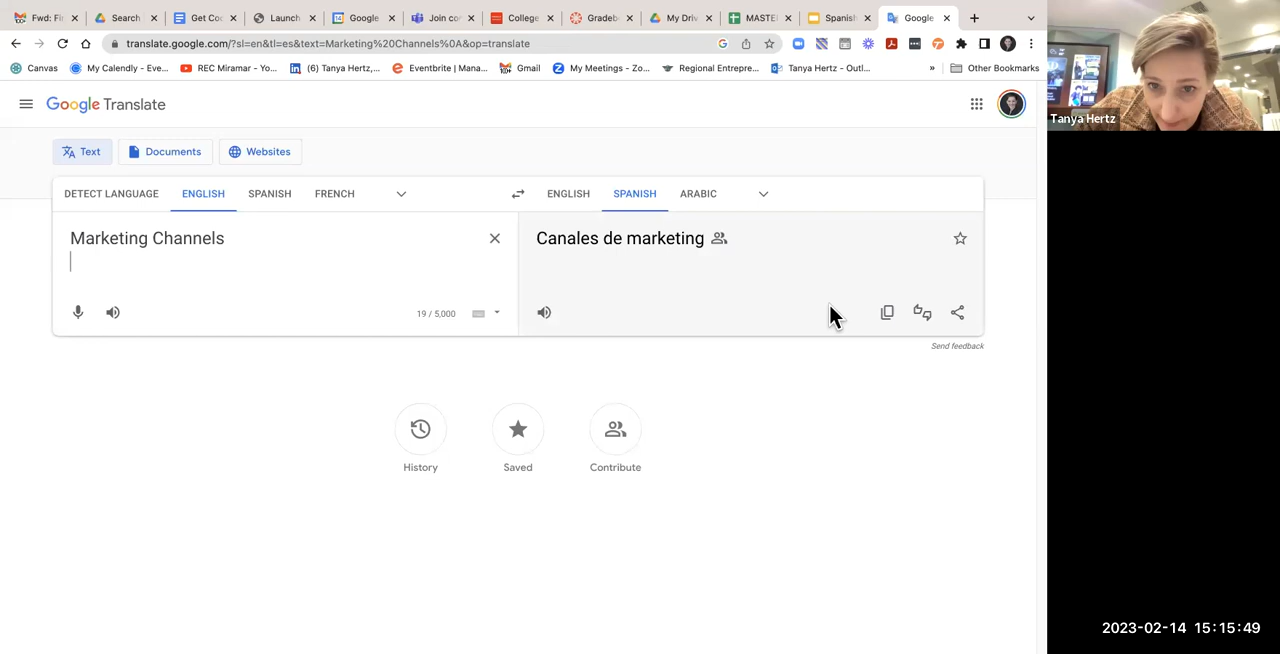 Fwd: Fi
Search
Get Co
Launch
Google
Join co
College
Gradeb
My Driv
MASTE
Spanish
Google
translate.google.com/?sl=en&tl=es&text=Marketing%20Channels%0A&op=translate
Canvas
My Calendly - Eve...
REC Miramar - Yo...
(6) Tanya Hertz,...
Eventbrite | Mana...
Gmail
My Meetings - Zo...
Regional Entrepre...
Tanya Hertz - Outl...
»
Other Bookmarks
Google Translate
Text
Documents
Websites
DETECT LANGUAGE
ENGLISH
SPANISH
FRENCH
ENGLISH
SPANISH
ARABIC
Marketing Channels
Canales de marketing
19 / 5,000
Send feedback
History
Saved
Contribute
Tanya Hertz
2023-02-14 15:15:49